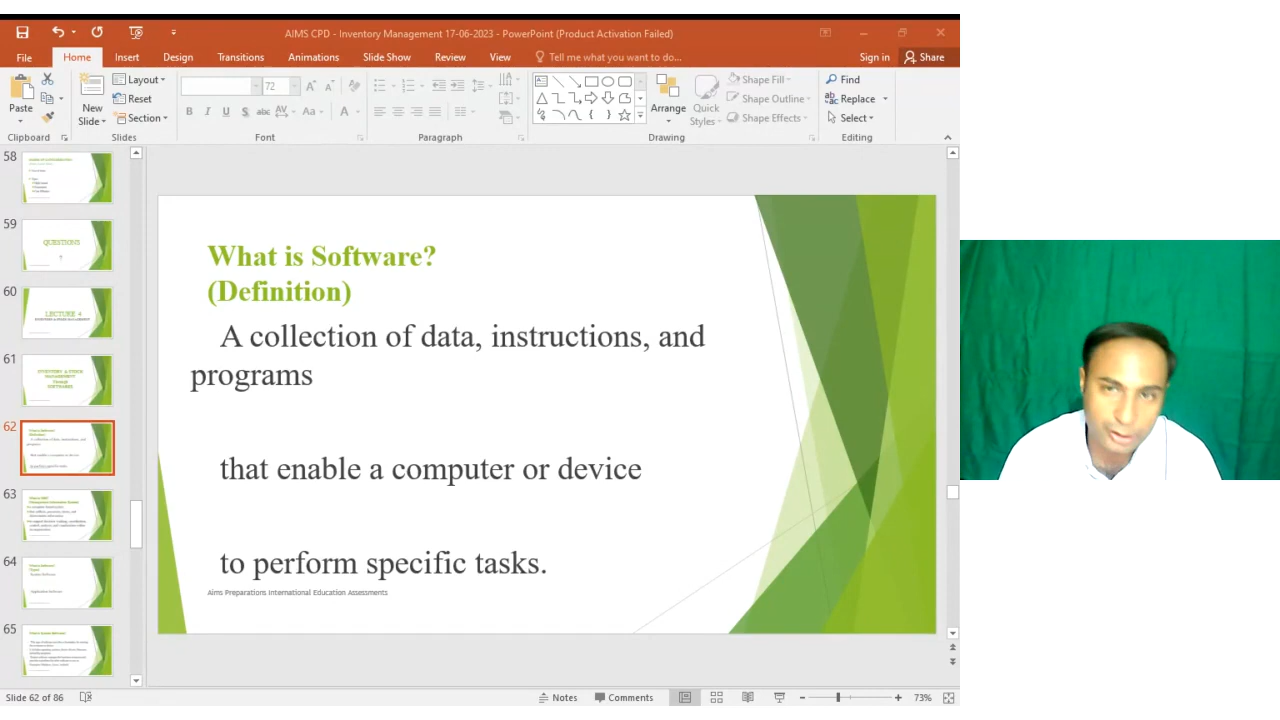 AIMS CPD - Inventory Management 17-06-2023 - PowerPoint (Product Activation Failed)
File Home Insert Design Transitions Animations Slide Show Review View Tell me what you want to do... Sign in Share
Paste
New
Slide
Layout
Reset
Section
72
B I U S abc AV Aa A
Arrange
Quick
Styles
Shape Fill
Shape Outline
Shape Effects
Find
Replace
Select
Clipboard Slides Font Paragraph Drawing Editing
58
59
QUESTIONS
?
60
LECTURE 4
61
62
63
64
65
What is Software?
(Definition)
A collection of data, instructions, and
programs
that enable a computer or device
to perform specific tasks.
Aims Preparations International Education Assessments
Slide 62 of 86 Notes Comments 73%